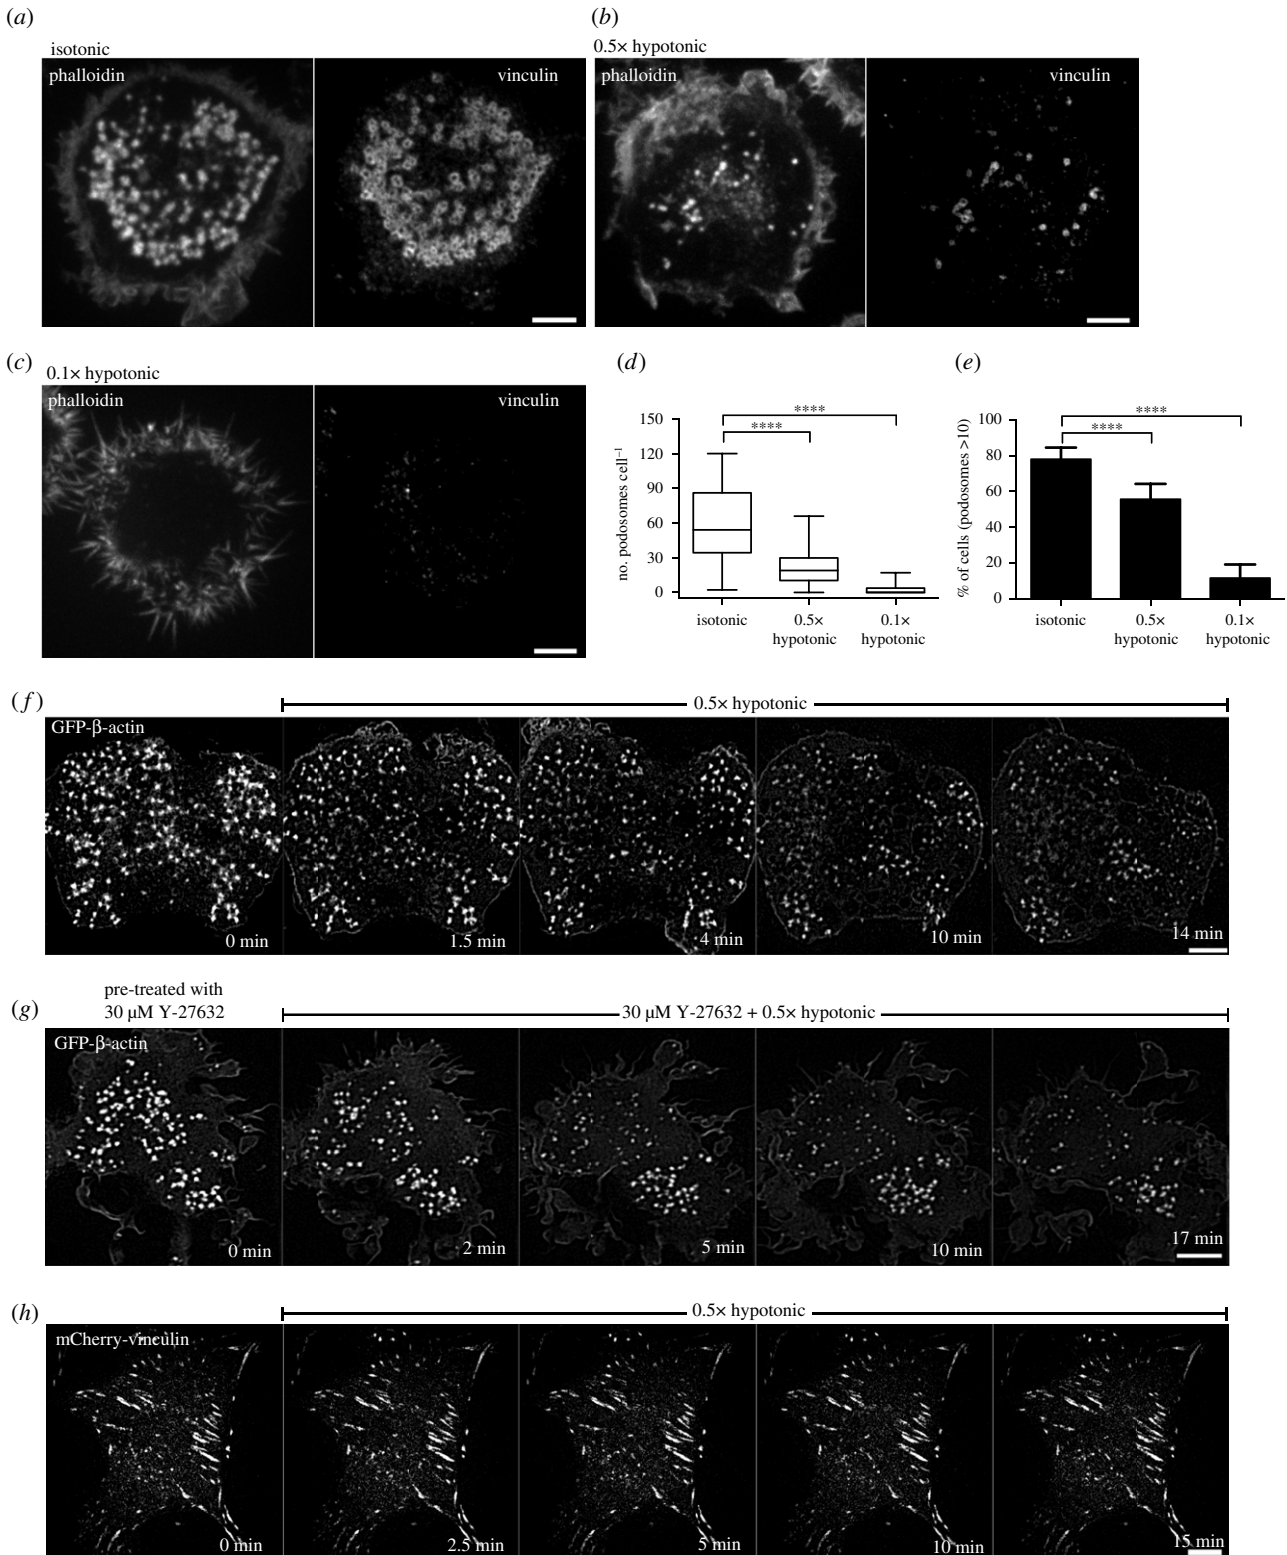 (a)
isotonic
phalloidin
vinculin
(b)
0.5× hypotonic
phalloidin
vinculin
(c)
0.1× hypotonic
phalloidin
vinculin
(d)
no. podosomes cell⁻¹
150
120
90
60
30
0
****
****
isotonic
0.5×
hypotonic
0.1×
hypotonic
(e)
% of cells (podosomes >10)
100
80
60
40
20
0
****
****
isotonic
0.5×
hypotonic
0.1×
hypotonic
(f)
0.5× hypotonic
GFP-β-actin
0 min
1.5 min
4 min
10 min
14 min
(g)
pre-treated with
30 µM Y-27632
30 µM Y-27632 + 0.5× hypotonic
GFP-β-actin
0 min
2 min
5 min
10 min
17 min
(h)
0.5× hypotonic
mCherry-vinculin
0 min
2.5 min
5 min
10 min
15 min